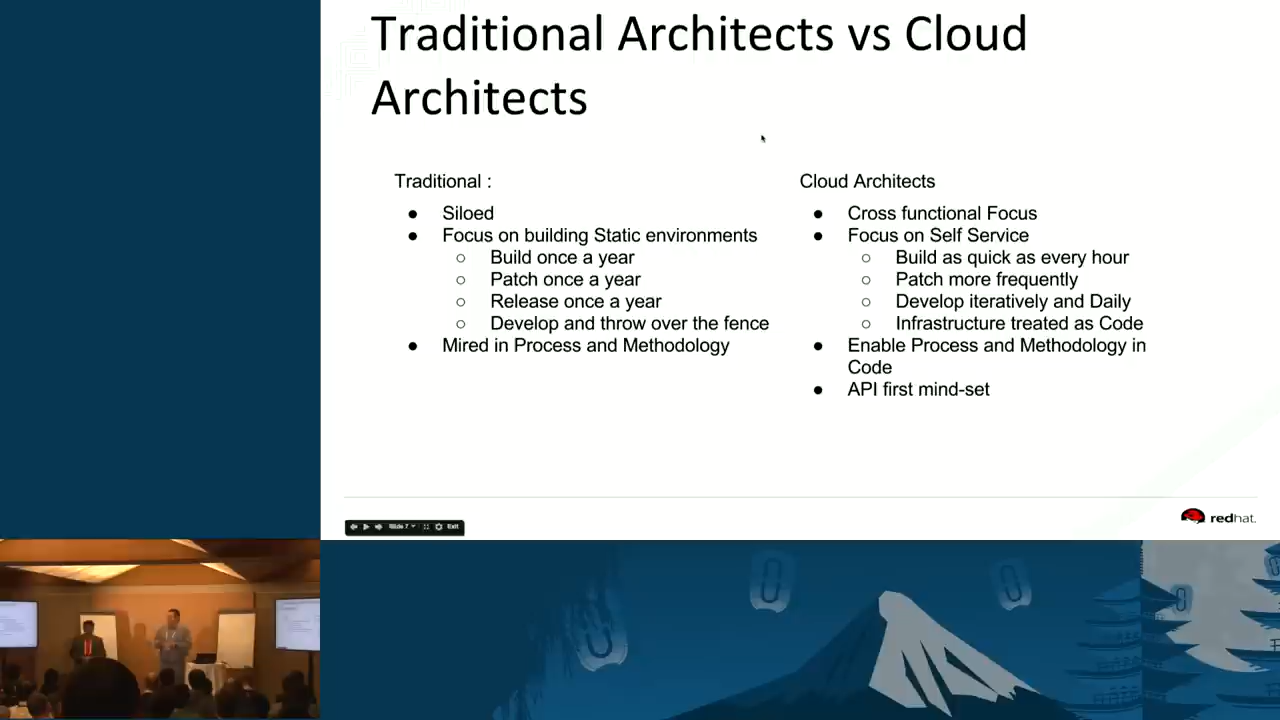 Traditional Architects vs Cloud
Architects
Traditional :
● Siloed
● Focus on building Static environments
○ Build once a year
○ Patch once a year
○ Release once a year
○ Develop and throw over the fence
● Mired in Process and Methodology
Cloud Architects
● Cross functional Focus
● Focus on Self Service
○ Build as quick as every hour
○ Patch more frequently
○ Develop iteratively and Daily
○ Infrastructure treated as Code
● Enable Process and Methodology in
Code
● API first mind-set
Slide 7 Exit
redhat.